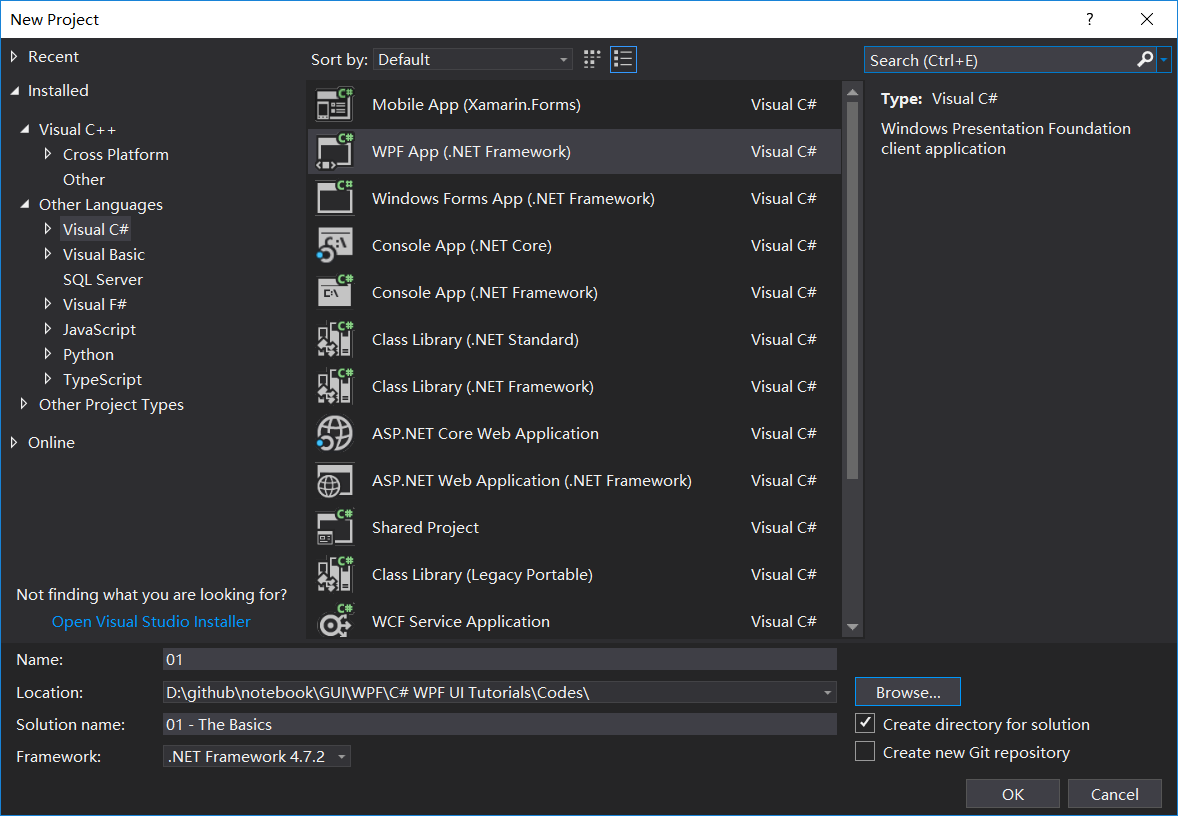 New Project
?
Recent
Installed
Visual C++
Cross Platform
Other
Other Languages
Visual C#
Visual Basic
SQL Server
Visual F#
JavaScript
Python
TypeScript
Other Project Types
Online
Not finding what you are looking for?
Open Visual Studio Installer
Sort by: Default
Mobile App (Xamarin.Forms) Visual C#
WPF App (.NET Framework) Visual C#
Windows Forms App (.NET Framework) Visual C#
Console App (.NET Core) Visual C#
Console App (.NET Framework) Visual C#
Class Library (.NET Standard) Visual C#
Class Library (.NET Framework) Visual C#
ASP.NET Core Web Application Visual C#
ASP.NET Web Application (.NET Framework) Visual C#
Shared Project Visual C#
Class Library (Legacy Portable) Visual C#
WCF Service Application Visual C#
Search (Ctrl+E)
Type: Visual C#
Windows Presentation Foundation
client application
Name: 01
Location: D:\github\notebook\GUI\WPF\C# WPF UI Tutorials\Codes\
Browse...
Solution name: 01 - The Basics
Create directory for solution
Framework: .NET Framework 4.7.2
Create new Git repository
OK
Cancel